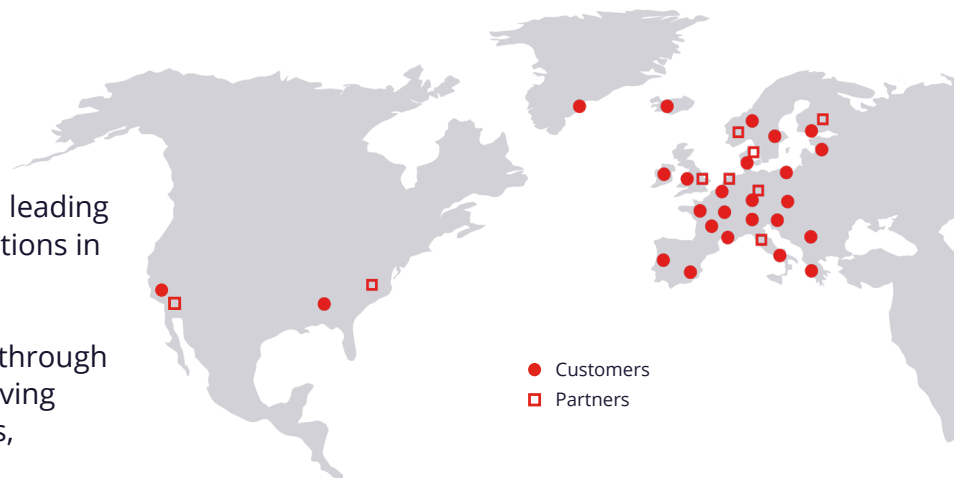 leading
tions in
through
ving
s,
Customers
Partners